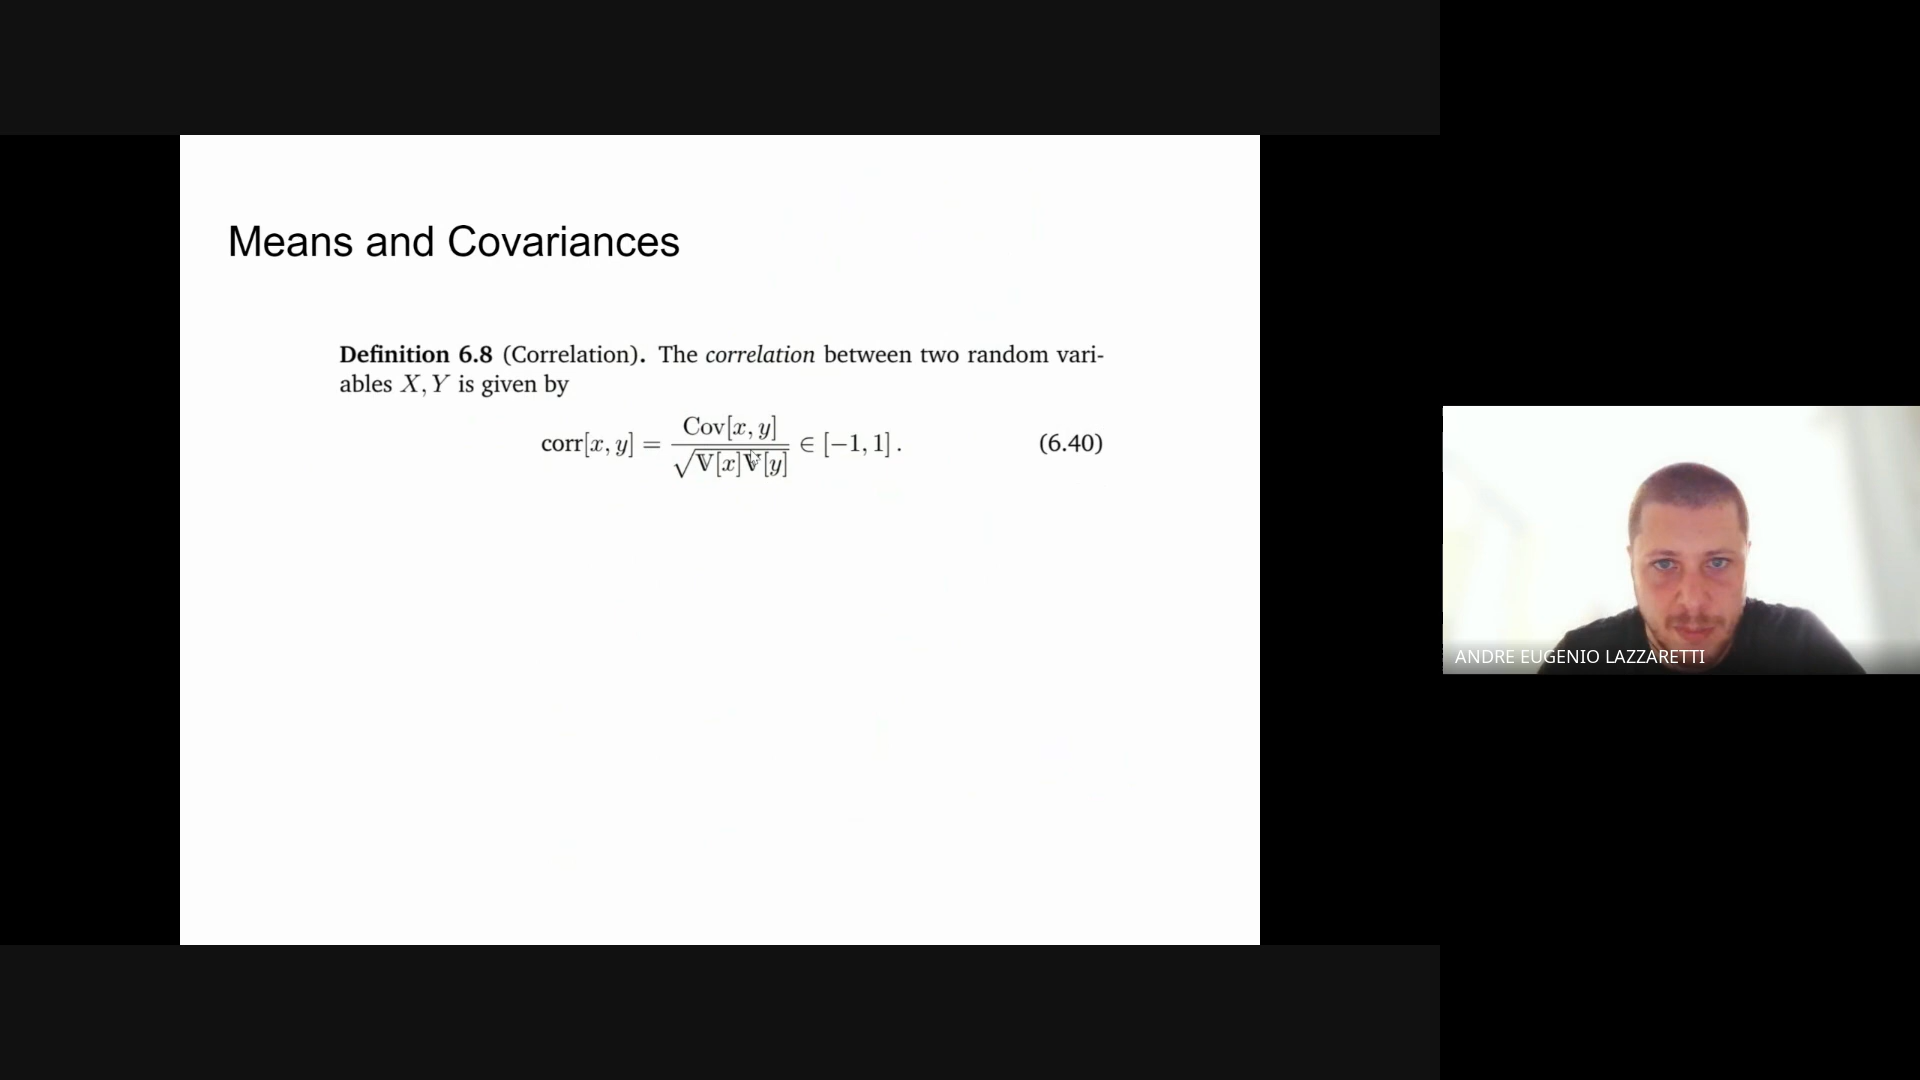 Means and Covariances
Definition 6.8 (Correlation). The correlation between two random vari-
ables X, Y is given by
corr[x, y] = Cov[x, y] / √V[x]V[y] ∈ [−1, 1] . (6.40)
ANDRE EUGENIO LAZZARETTI